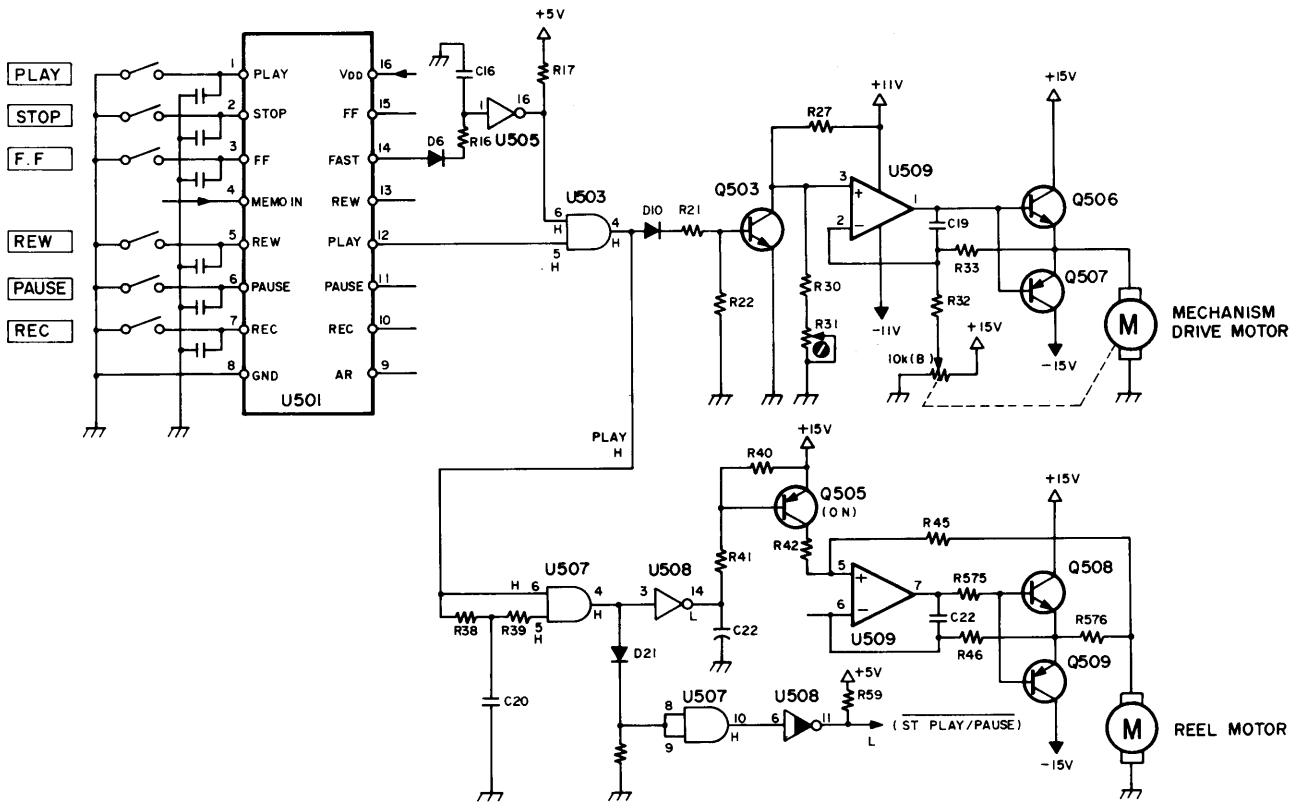 PLAY
STOP
F.F
REW
PAUSE
REC
1 PLAY
2 STOP
3 FF
4 MEMO IN
5 REW
6 PAUSE
7 REC
8 GND
VDD 16
FF 15
FAST 14
REW 13
PLAY 12
PAUSE 11
REC 10
AR 9
U501
C16
D6
R16
1
16
U505
+5V
R17
U503
6
H
5
H
4
H
D10
R21
R22
Q503
R27
+11V
U509
3
+
2
−
1
-11V
R30
R31
C19
R33
R32
10k(B)
+15V
+15V
Q506
Q507
-15V
M
MECHANISM
DRIVE MOTOR
PLAY
H
R38
R39
C20
U507
H 6
5
H
4
H
D21
U508
3
14
L
R41
C22
R40
+15V
Q505
(ON)
R42
R45
5
+
6
−
7
U509
R575
C22
R46
+15V
Q508
R576
Q509
-15V
M
REEL MOTOR
U507
8
9
10
H
U508
6
11
+5V
R59
L
(ST PLAY/PAUSE)